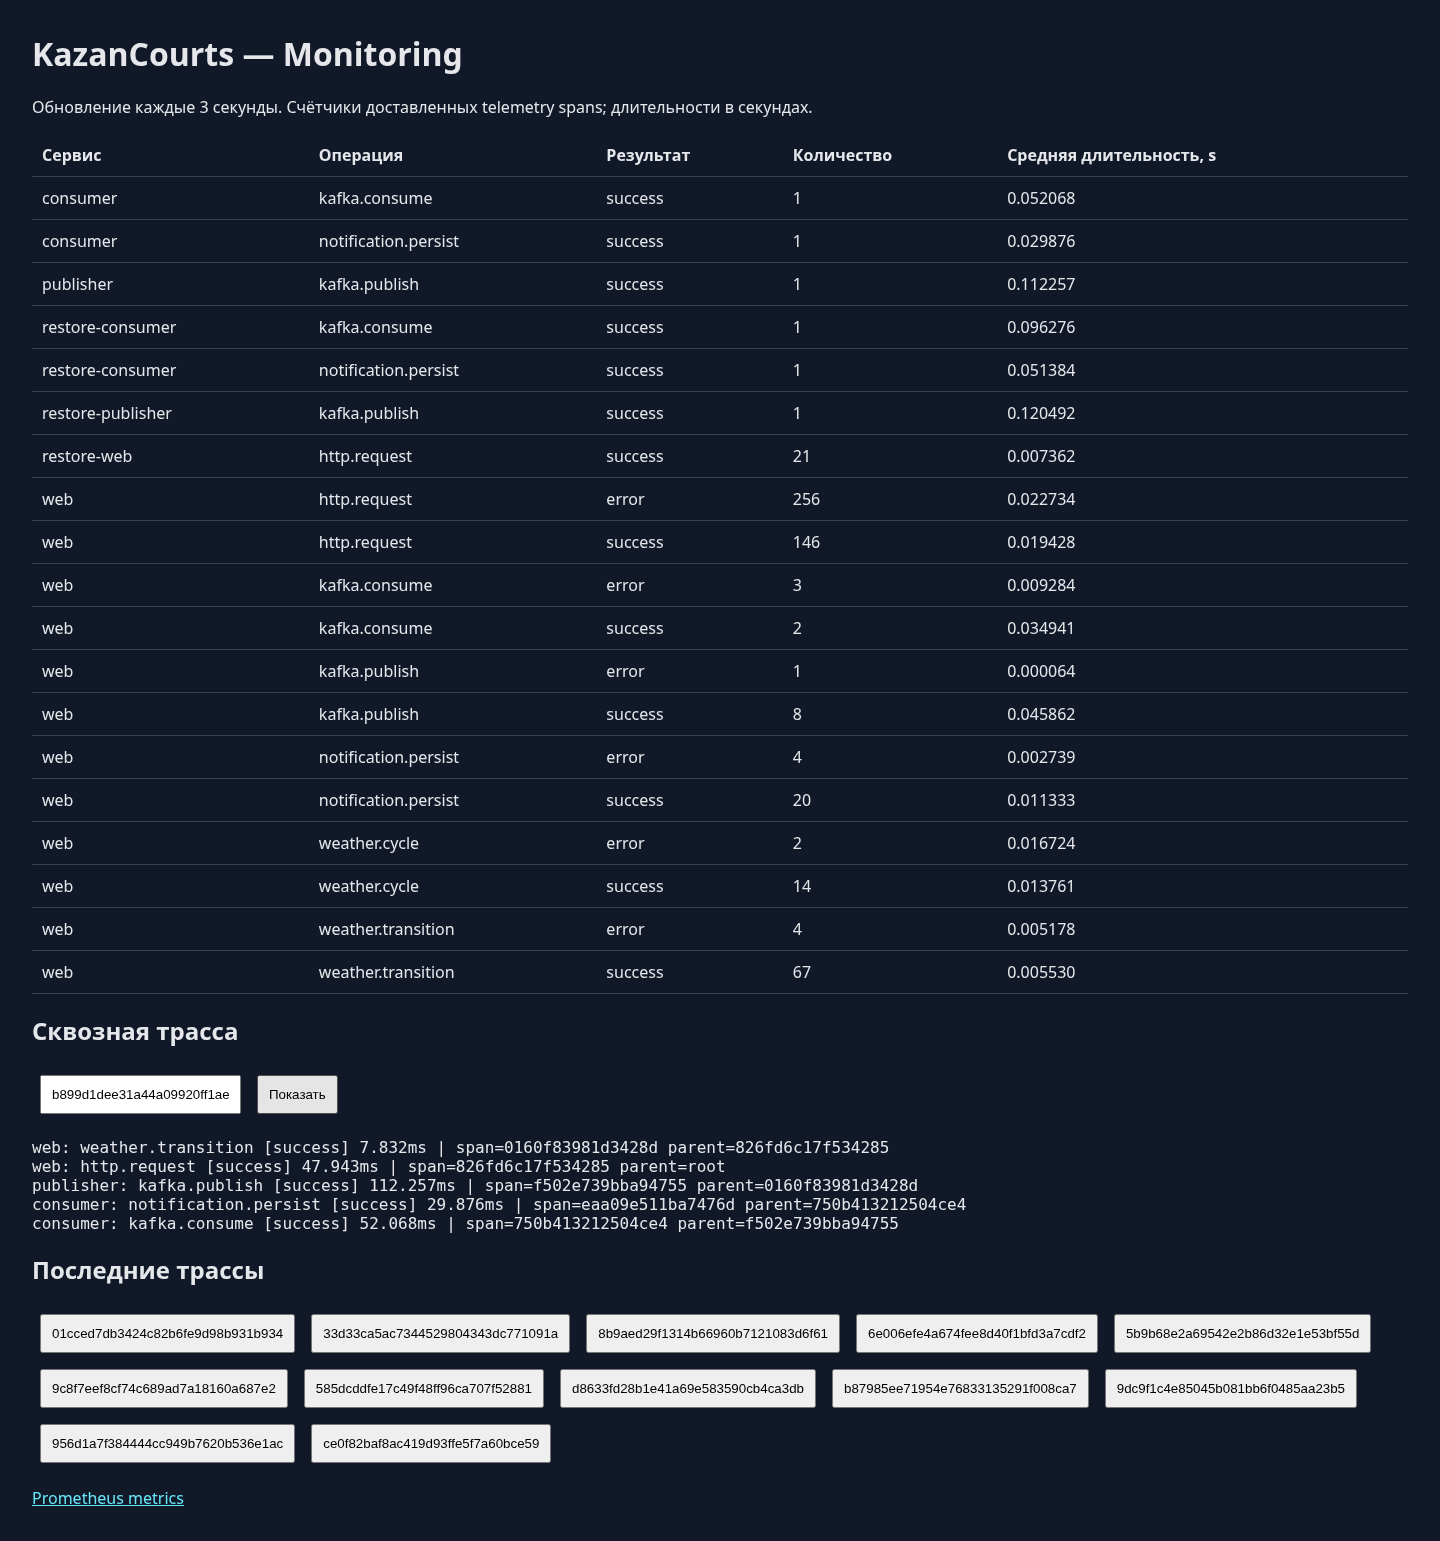 KazanCourts — Monitoring
Обновление каждые 3 секунды. Счётчики доставленных telemetry spans; длительности в секундах.
Сервис Операция Результат Количество Средняя длительность, s
consumer kafka.consume success 1 0.052068
consumer notification.persist success 1 0.029876
publisher kafka.publish success 1 0.112257
restore-consumer kafka.consume success 1 0.096276
restore-consumer notification.persist success 1 0.051384
restore-publisher kafka.publish success 1 0.120492
restore-web http.request success 21 0.007362
web http.request error 256 0.022734
web http.request success 146 0.019428
web kafka.consume error 3 0.009284
web kafka.consume success 2 0.034941
web kafka.publish error 1 0.000064
web kafka.publish success 8 0.045862
web notification.persist error 4 0.002739
web notification.persist success 20 0.011333
web weather.cycle error 2 0.016724
web weather.cycle success 14 0.013761
web weather.transition error 4 0.005178
web weather.transition success 67 0.005530
Сквозная трасса
b899d1dee31a44a09920ff1ae Показать
web: weather.transition [success] 7.832ms | span=0160f83981d3428d parent=826fd6c17f534285
web: http.request [success] 47.943ms | span=826fd6c17f534285 parent=root
publisher: kafka.publish [success] 112.257ms | span=f502e739bba94755 parent=0160f83981d3428d
consumer: notification.persist [success] 29.876ms | span=eaa09e511ba7476d parent=750b413212504ce4
consumer: kafka.consume [success] 52.068ms | span=750b413212504ce4 parent=f502e739bba94755
Последние трассы
01cced7db3424c82b6fe9d98b931b934 33d33ca5ac7344529804343dc771091a 8b9aed29f1314b66960b7121083d6f61 6e006efe4a674fee8d40f1bfd3a7cdf2 5b9b68e2a69542e2b86d32e1e53bf55d
9c8f7eef8cf74c689ad7a18160a687e2 585dcddfe17c49f48ff96ca707f52881 d8633fd28b1e41a69e583590cb4ca3db b87985ee71954e76833135291f008ca7 9dc9f1c4e85045b081bb6f0485aa23b5
956d1a7f384444cc949b7620b536e1ac ce0f82baf8ac419d93ffe5f7a60bce59
Prometheus metrics